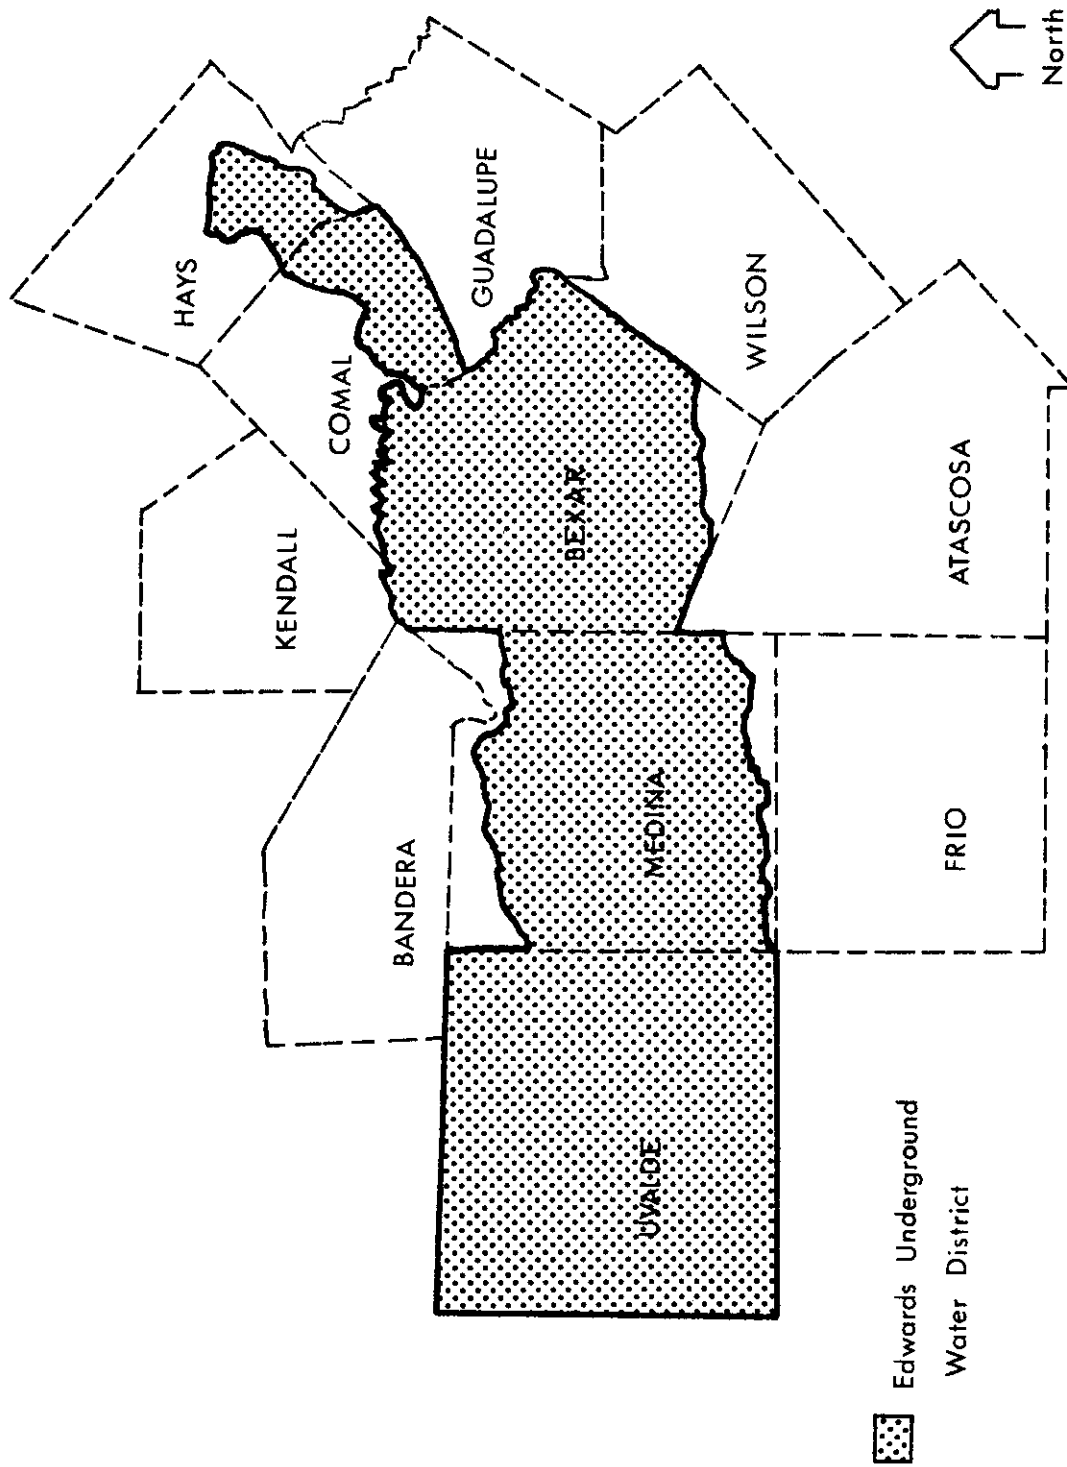 HAYS
COMAL
KENDALL
GUADALUPE
BANDERA
BEXAR
WILSON
UVALDE
MEDINA
ATASCOSA
FRIO
Edwards Underground
Water District
North